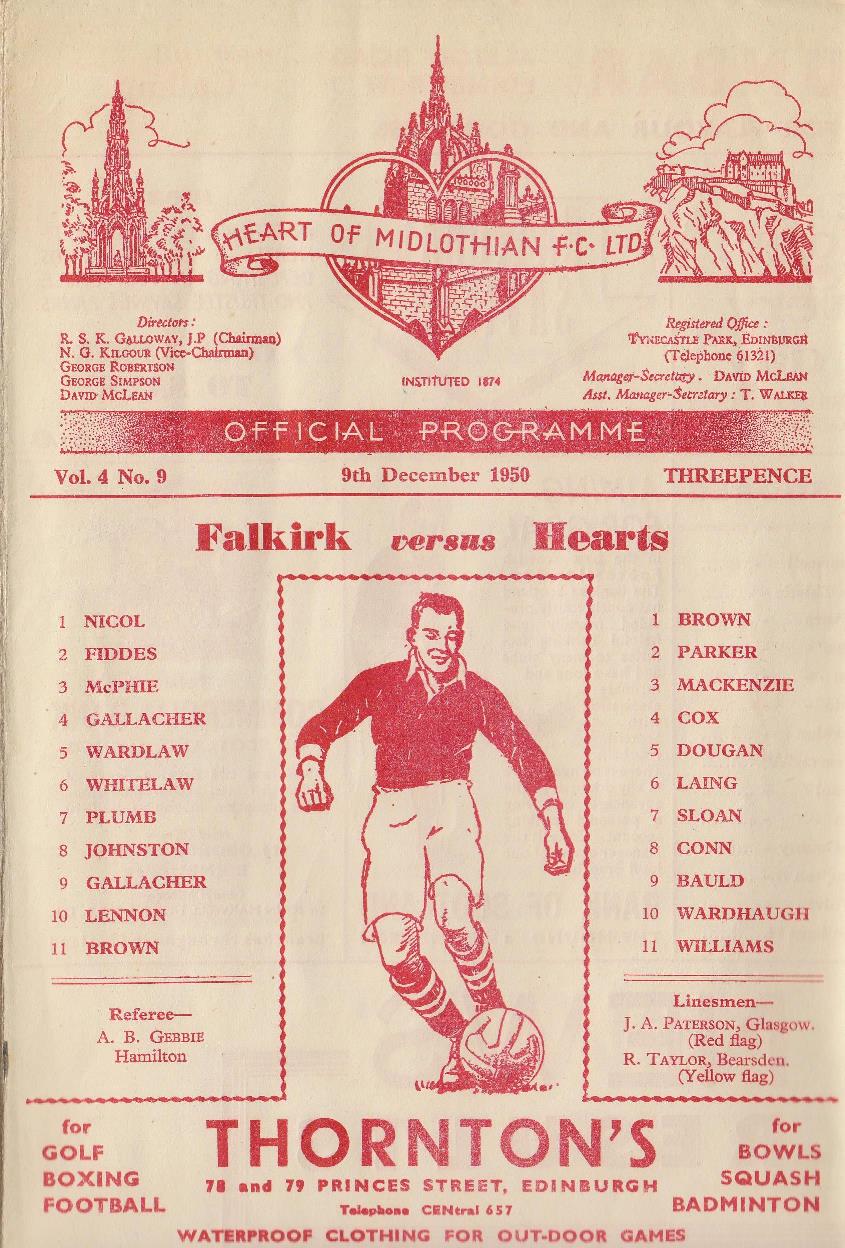 HEART OF MIDLOTHIAN F.C. LTD.
Directors:
R. S. K. GALLOWAY, J.P (Chairman)
N. G. KILGOUR (Vice-Chairman)
GEORGE ROBERTSON
GEORGE SIMPSON
DAVID McLEAN
INSTITUTED 1874
Registered Office:
TYNECASTLE PARK, EDINBURGH
(Telephone 61321)
Manager-Secretary. DAVID McLEAN
Asst. Manager-Secretary: T. WALKER
OFFICIAL PROGRAMME
Vol. 4 No. 9 9th December 1950 THREEPENCE
Falkirk versus Hearts
1 NICOL
2 FIDDES
3 McPHIE
4 GALLACHER
5 WARDLAW
6 WHITELAW
7 PLUMB
8 JOHNSTON
9 GALLACHER
10 LENNON
11 BROWN
Referee—
A. B. GEBBIE
Hamilton
1 BROWN
2 PARKER
3 MACKENZIE
4 COX
5 DOUGAN
6 LAING
7 SLOAN
8 CONN
9 BAULD
10 WARDHAUGH
11 WILLIAMS
Linesmen—
J. A. PATERSON, Glasgow.
(Red flag)
R. TAYLOR, Bearsden.
(Yellow flag)
for
GOLF
BOXING
FOOTBALL
THORNTON'S
78 and 79 PRINCES STREET, EDINBURGH
Telephone CENtral 657
for
BOWLS
SQUASH
BADMINTON
WATERPROOF CLOTHING FOR OUT-DOOR GAMES